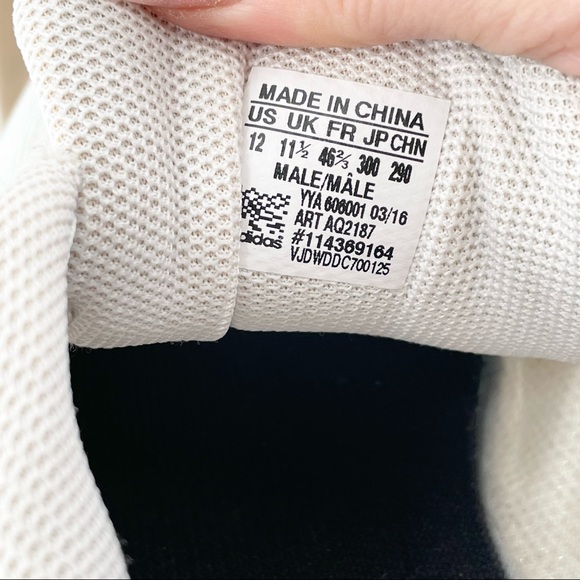 MADE IN CHINA
US UK FR JP CHN
12 11½ 46⅔ 300 290
MALE/MÂLE
YYA 606001 03/16
ART AQ2187
#114369164
VJDWDDC700125
adidas